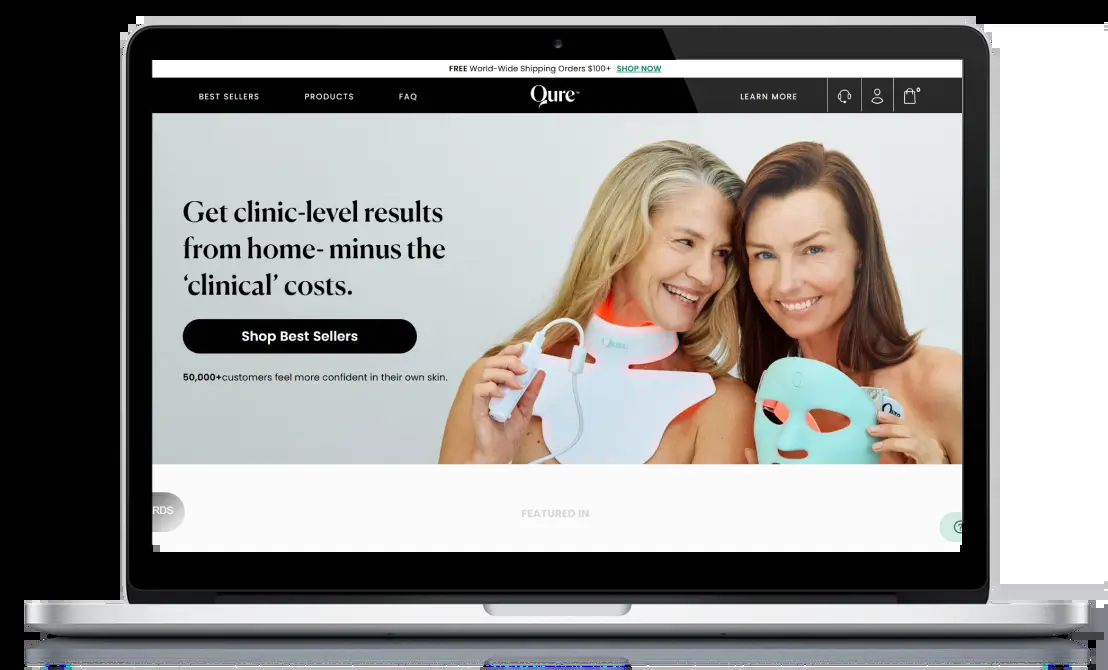 FREE World-Wide Shipping Orders $100+ SHOP NOW
BEST SELLERS PRODUCTS FAQ Qure™ LEARN MORE 0
Get clinic-level results
from home- minus the
‘clinical’ costs.
Shop Best Sellers
50,000+customers feel more confident in their own skin.
Qure
Qure
RDS
FEATURED IN
?